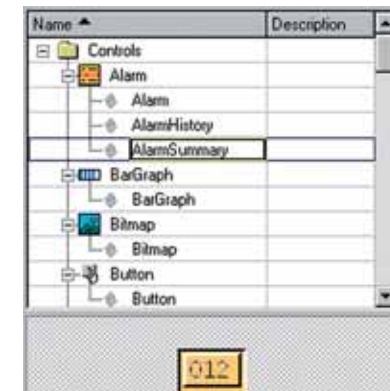 Name Description
Controls
Alarm
Alarm
AlarmHistory
AlarmSummary
BarGraph
BarGraph
Bitmap
Bitmap
Button
Button
012